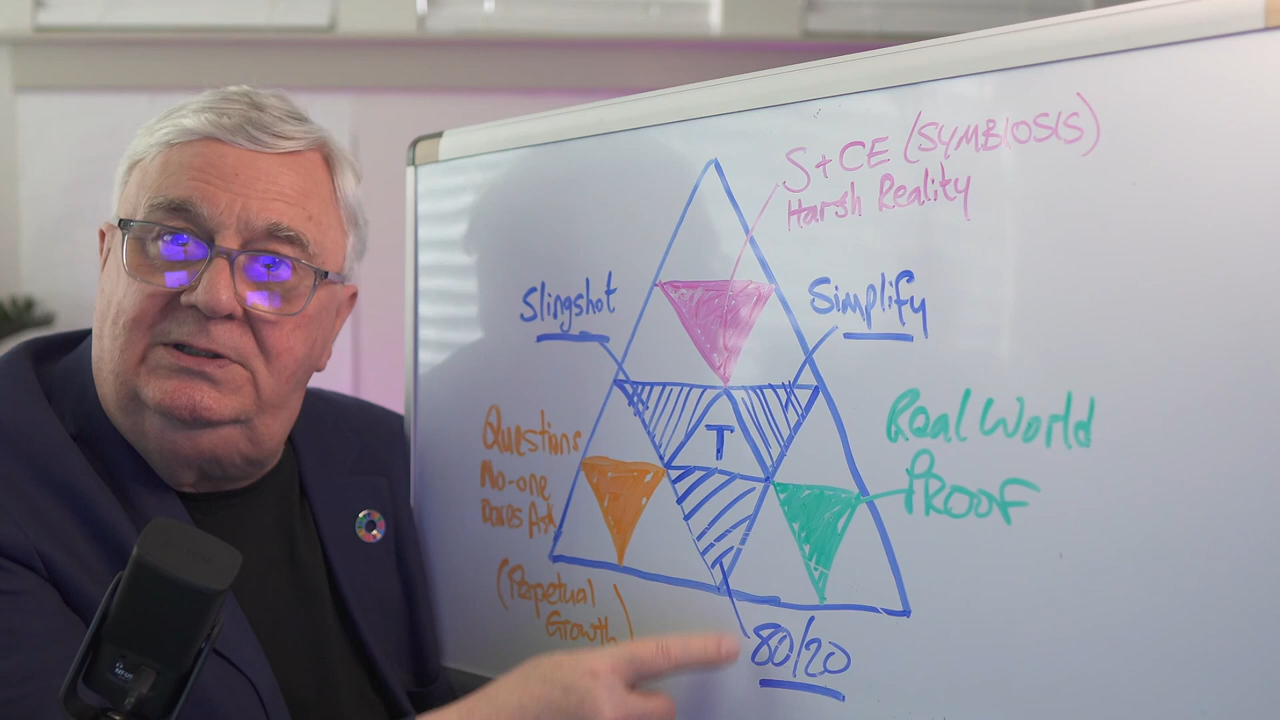 S+CE (SYMBIOSIS)
Harsh Reality
Slingshot
Simplify
T
Questions
No-one
Dares Ask
Real World
PROOF
(Perpetual
Growth)
80/20